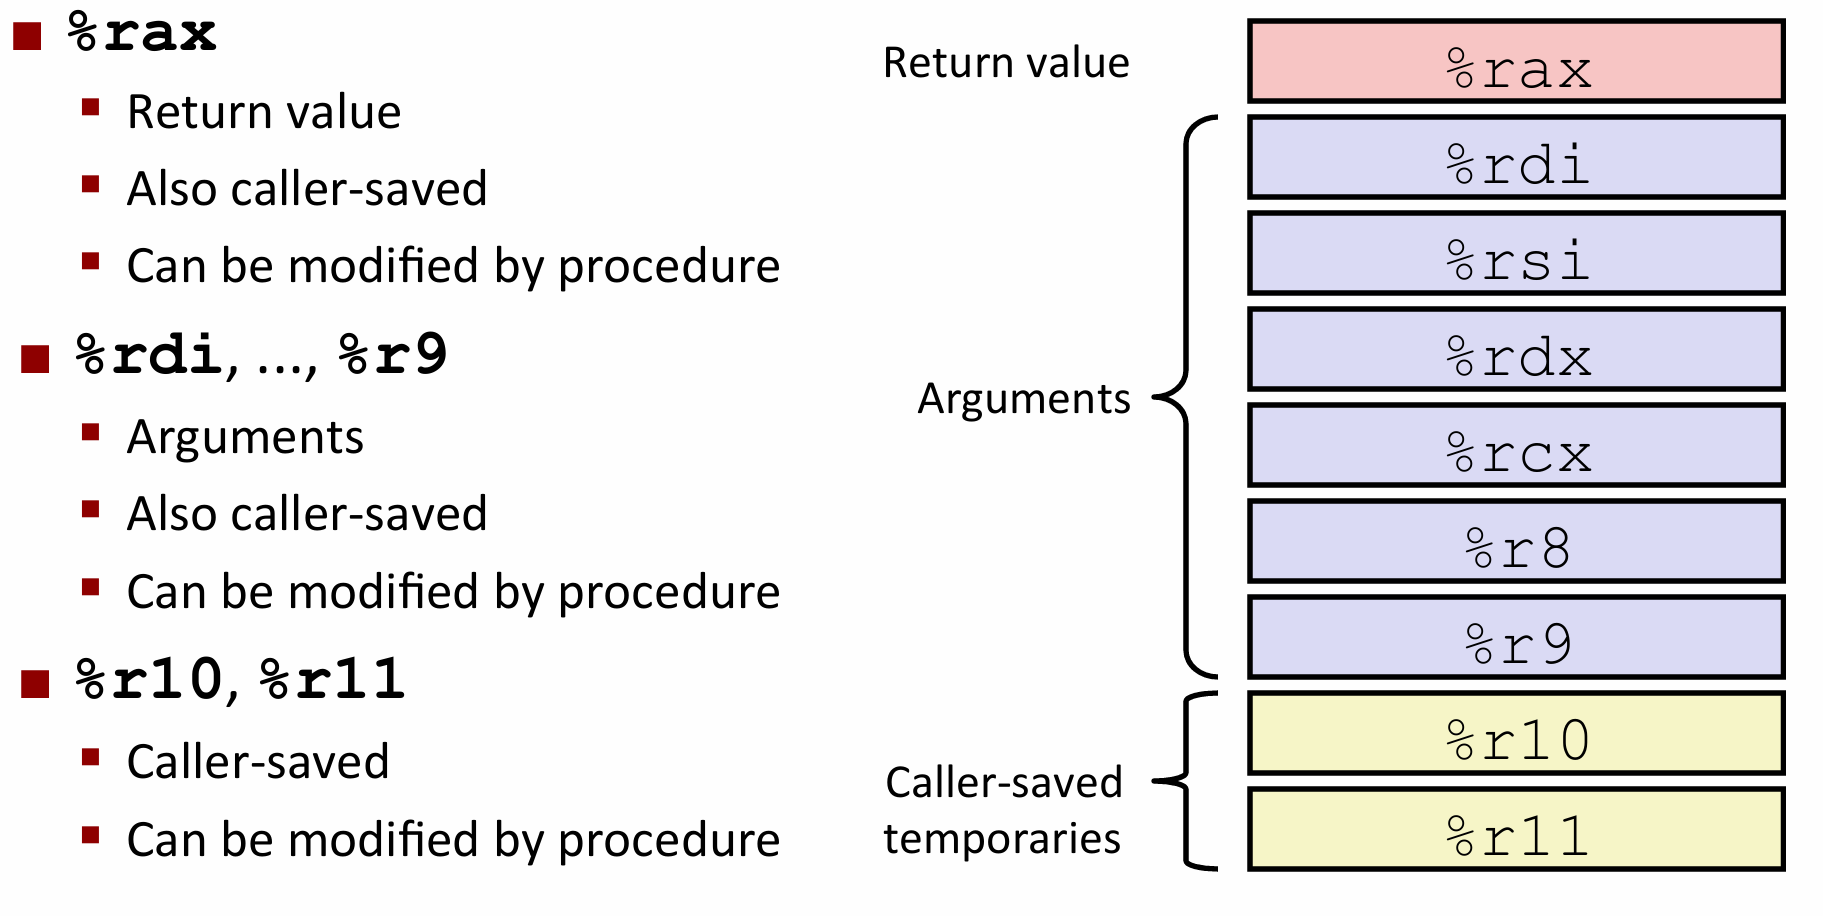 %rax
Return value
Also caller-saved
Can be modified by procedure
%rdi, ..., %r9
Arguments
Also caller-saved
Can be modified by procedure
%r10, %r11
Caller-saved
Can be modified by procedure
Return value
Arguments
Caller-saved
temporaries
%rax
%rdi
%rsi
%rdx
%rcx
%r8
%r9
%r10
%r11